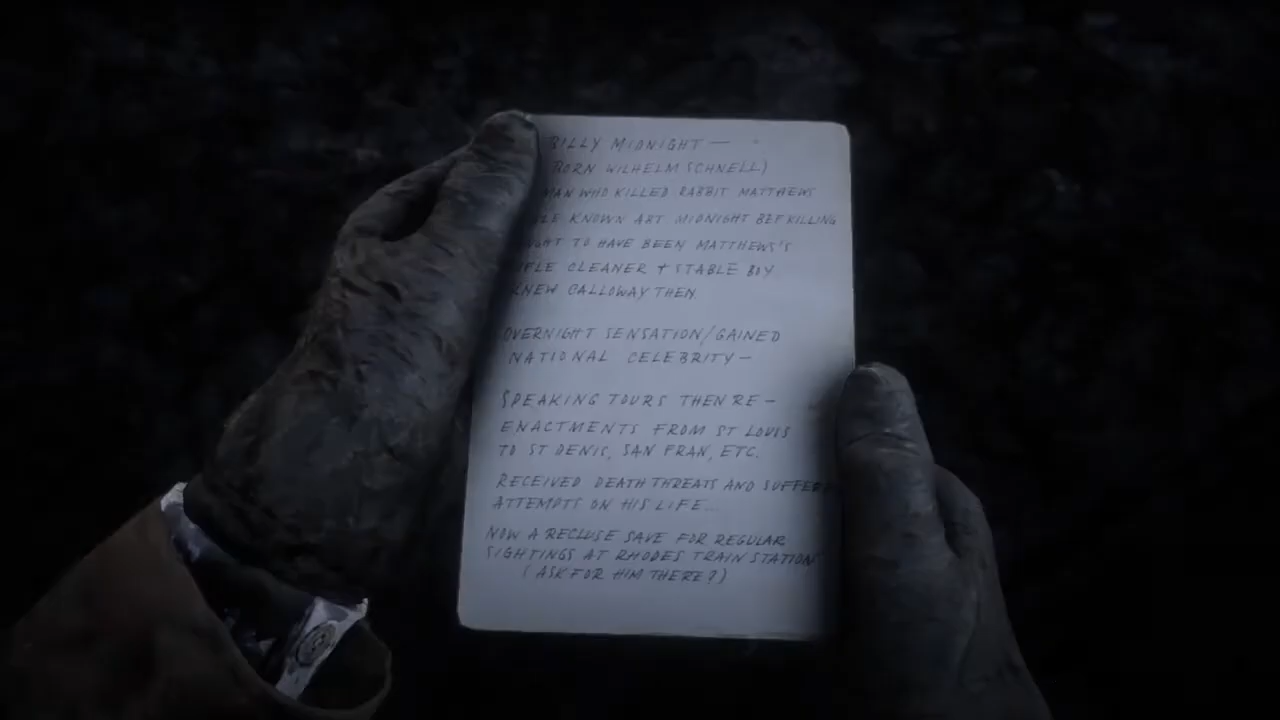 BILLY MIDNIGHT —
BORN WILHELM SCHNELL)
MAN WHO KILLED RABBIT MATTHEWS
KNOWN ART MIDNIGHT BEF KILLING
TO HAVE BEEN MATTHEWS'S
CLEANER + STABLE BOY
KNEW CALLOWAY THEN.
OVERNIGHT SENSATION/GAINED
NATIONAL CELEBRITY —
SPEAKING TOURS THEN RE-
ENACTMENTS FROM ST LOUIS
TO ST DENIS, SAN FRAN, ETC.
RECEIVED DEATH THREATS AND SUFFERED
ATTEMPTS ON HIS LIFE...
NOW A RECLUSE SAVE FOR REGULAR
SIGHTINGS AT RHODES TRAIN STATION
(ASK FOR HIM THERE?)